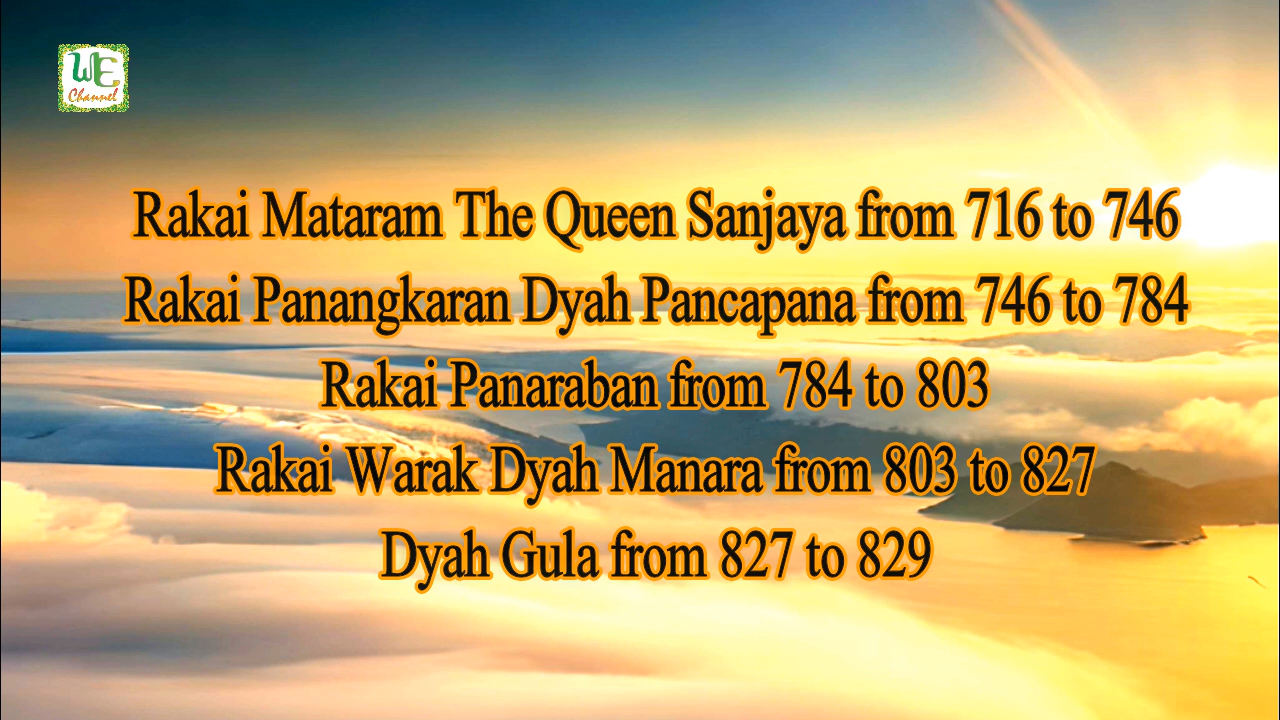 WE
Channel
Rakai Mataram The Queen Sanjaya from 716 to 746
Rakai Panangkaran Dyah Pancapana from 746 to 784
Rakai Panaraban from 784 to 803
Rakai Warak Dyah Manara from 803 to 827
Dyah Gula from 827 to 829